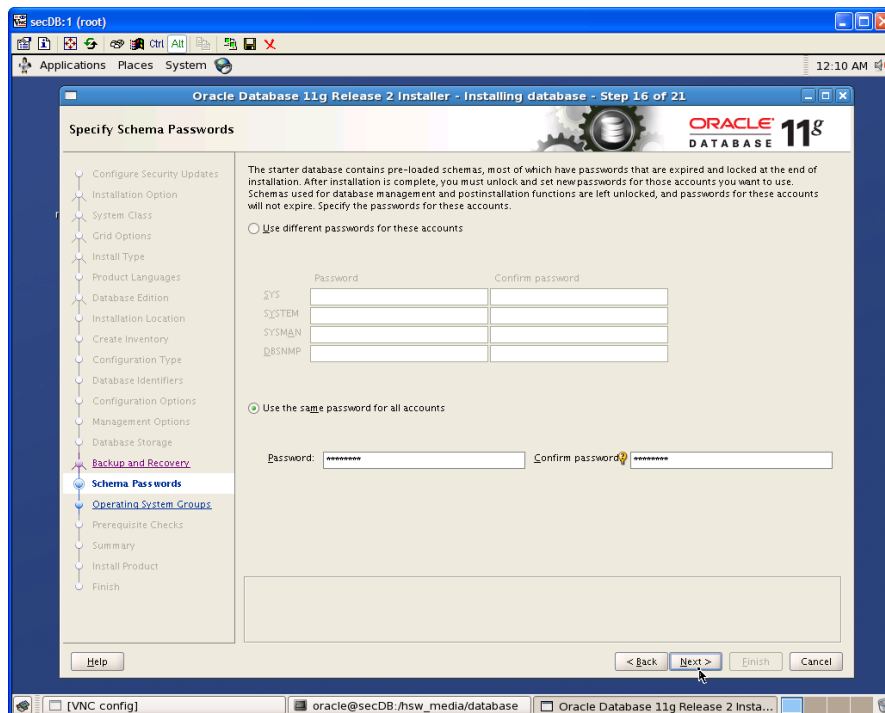 secDB:1 (root)
Ctrl Alt
Applications Places System
12:10 AM
Oracle Database 11g Release 2 Installer - Installing database - Step 16 of 21
Specify Schema Passwords
ORACLE
DATABASE
11g
Configure Security Updates
Installation Option
System Class
Grid Options
Install Type
Product Languages
Database Edition
Installation Location
Create Inventory
Configuration Type
Database Identifiers
Configuration Options
Management Options
Database Storage
Backup and Recovery
Schema Passwords
Operating System Groups
Prerequisite Checks
Summary
Install Product
Finish
The starter database contains pre-loaded schemas, most of which have passwords that are expired and locked at the end of
installation. After installation is complete, you must unlock and set new passwords for those accounts you want to use.
Schemas used for database management and postinstallation functions are left unlocked, and passwords for these accounts
will not expire. Specify the passwords for these accounts.
Use different passwords for these accounts
Password Confirm password
SYS
SYSTEM
SYSMAN
DBSNMP
Use the same password for all accounts
Password: ******** Confirm password ********
Help
< Back Next > Finish Cancel
[VNC config] oracle@secDB:/hsw_media/database Oracle Database 11g Release 2 Insta...